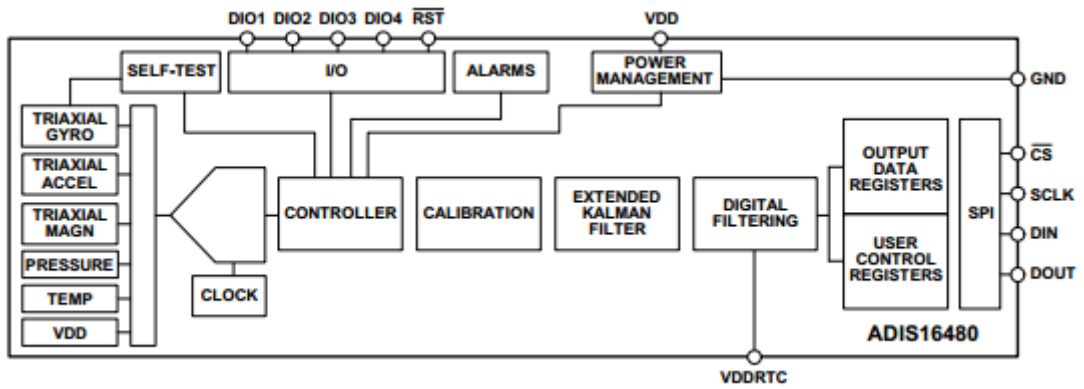 DIO1 DIO2 DIO3 DIO4 RST
VDD
SELF-TEST
I/O
ALARMS
POWER
MANAGEMENT
GND
TRIAXIAL
GYRO
TRIAXIAL
ACCEL
TRIAXIAL
MAGN
PRESSURE
TEMP
VDD
CLOCK
CONTROLLER
CALIBRATION
EXTENDED
KALMAN
FILTER
DIGITAL
FILTERING
OUTPUT
DATA
REGISTERS
USER
CONTROL
REGISTERS
SPI
CS
SCLK
DIN
DOUT
ADIS16480
VDDRTC